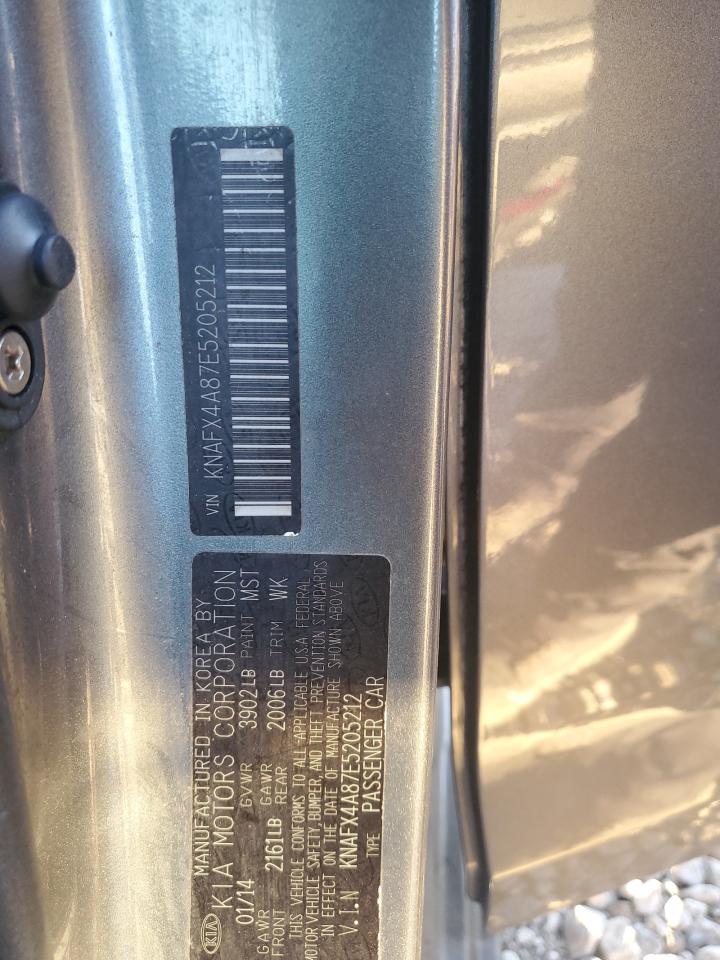 VIN KNAFX4A87E5205212
MANUFACTURED IN KOREA BY
KIA KIA MOTORS CORPORATION
01/14 GVWR 3902LB PAINT MST
GAWR FRONT 2161LB GAWR REAR 2006LB TRIM WK
THIS VEHICLE CONFORMS TO ALL APPLICABLE U.S.A. FEDERAL
MOTOR VEHICLE SAFETY, BUMPER, AND THEFT PREVENTION STANDARDS
IN EFFECT ON THE DATE OF MANUFACTURE SHOWN ABOVE
V.I.N KNAFX4A87E5205212
TYPE PASSENGER CAR